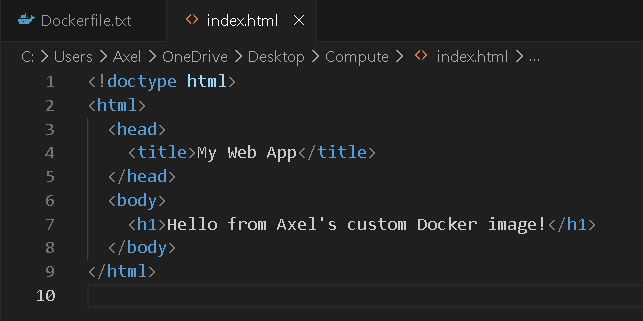 Dockerfile.txt
index.html
C: > Users > Axel > OneDrive > Desktop > Compute > index.html > ...
1 <!doctype html>
2 <html>
3   <head>
4     <title>My Web App</title>
5   </head>
6   <body>
7     <h1>Hello from Axel's custom Docker image!</h1>
8   </body>
9 </html>
10